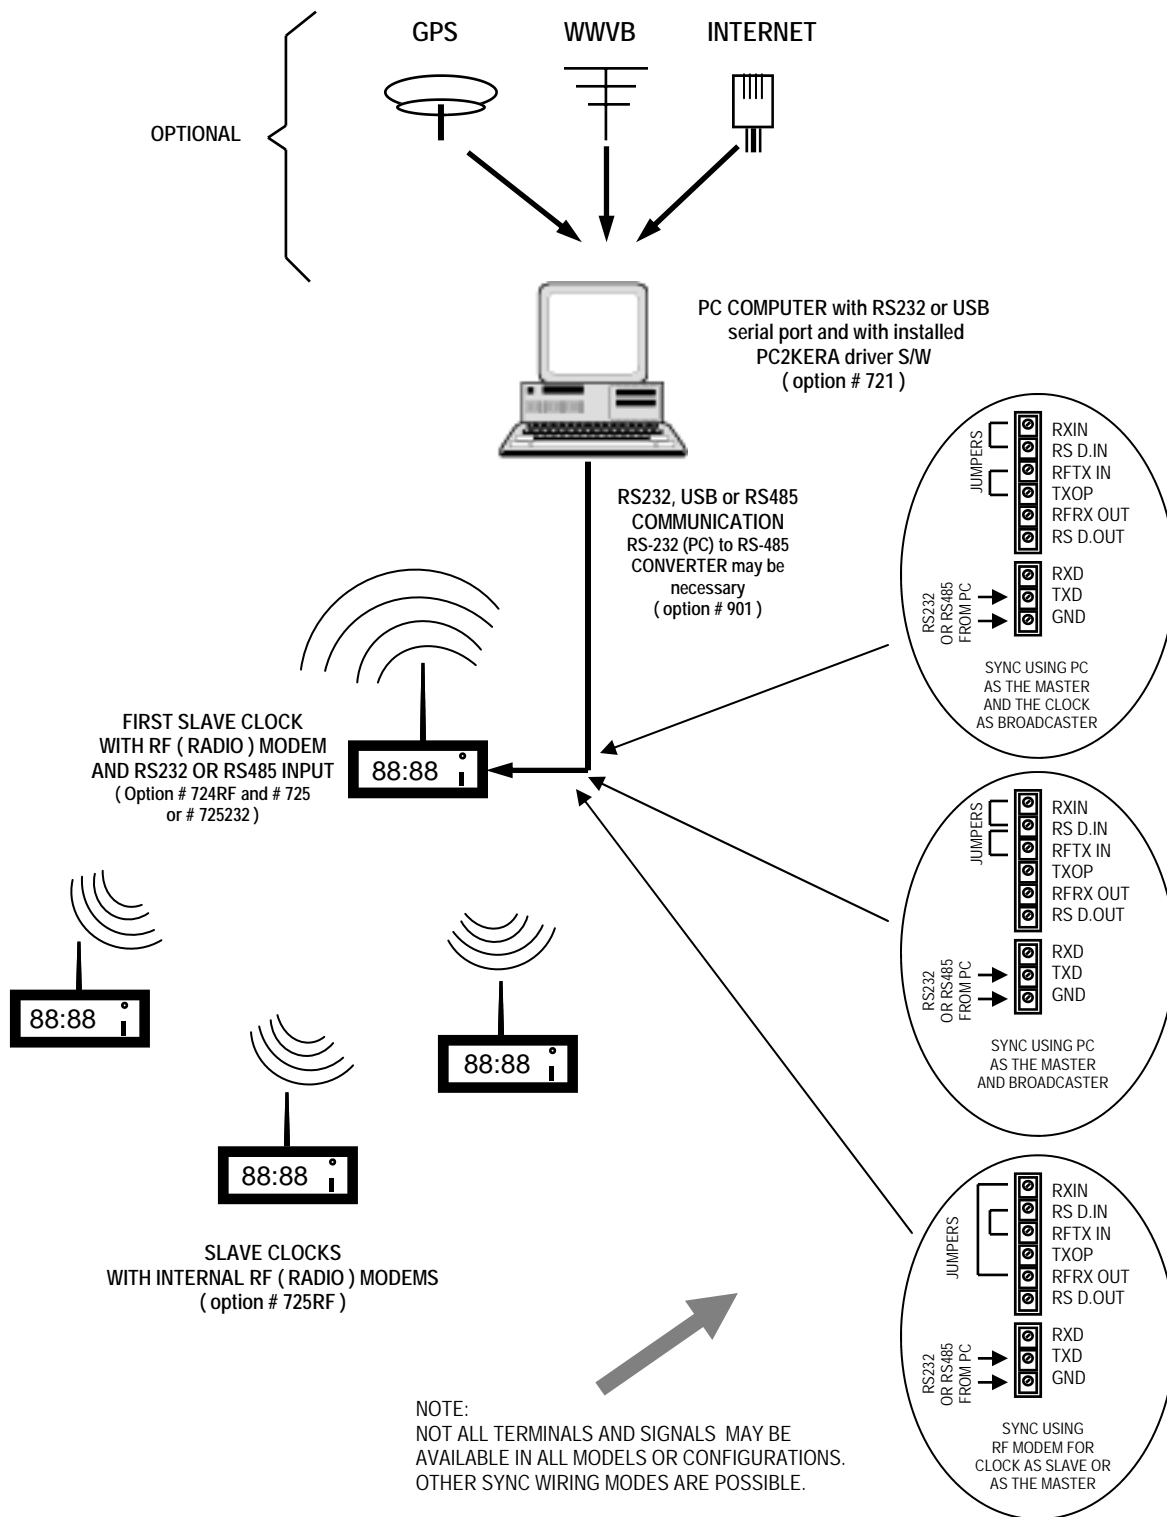 GPS
WWVB
INTERNET
OPTIONAL
PC COMPUTER with RS232 or USB
serial port and with installed
PC2KERA driver S/W
( option # 721 )
RS232, USB or RS485
COMMUNICATION
RS-232 (PC) to RS-485
CONVERTER may be
necessary
( option # 901 )
FIRST SLAVE CLOCK
WITH RF ( RADIO ) MODEM
AND RS232 OR RS485 INPUT
( Option # 724RF and # 725
or # 725232 )
88:88
88:88
88:88
88:88
SLAVE CLOCKS
WITH INTERNAL RF ( RADIO ) MODEMS
( option # 725RF )
JUMPERS
RXIN
RS D.IN
RFTX IN
TXOP
RFRX OUT
RS D.OUT
RS232
OR RS485
FROM PC
RXD
TXD
GND
SYNC USING PC
AS THE MASTER
AND THE CLOCK
AS BROADCASTER
JUMPERS
RXIN
RS D.IN
RFTX IN
TXOP
RFRX OUT
RS D.OUT
RS232
OR RS485
FROM PC
RXD
TXD
GND
SYNC USING PC
AS THE MASTER
AND BROADCASTER
JUMPERS
RXIN
RS D.IN
RFTX IN
TXOP
RFRX OUT
RS D.OUT
RS232
OR RS485
FROM PC
RXD
TXD
GND
SYNC USING
RF MODEM FOR
CLOCK AS SLAVE OR
AS THE MASTER
NOTE:
NOT ALL TERMINALS AND SIGNALS MAY BE
AVAILABLE IN ALL MODELS OR CONFIGURATIONS.
OTHER SYNC WIRING MODES ARE POSSIBLE.